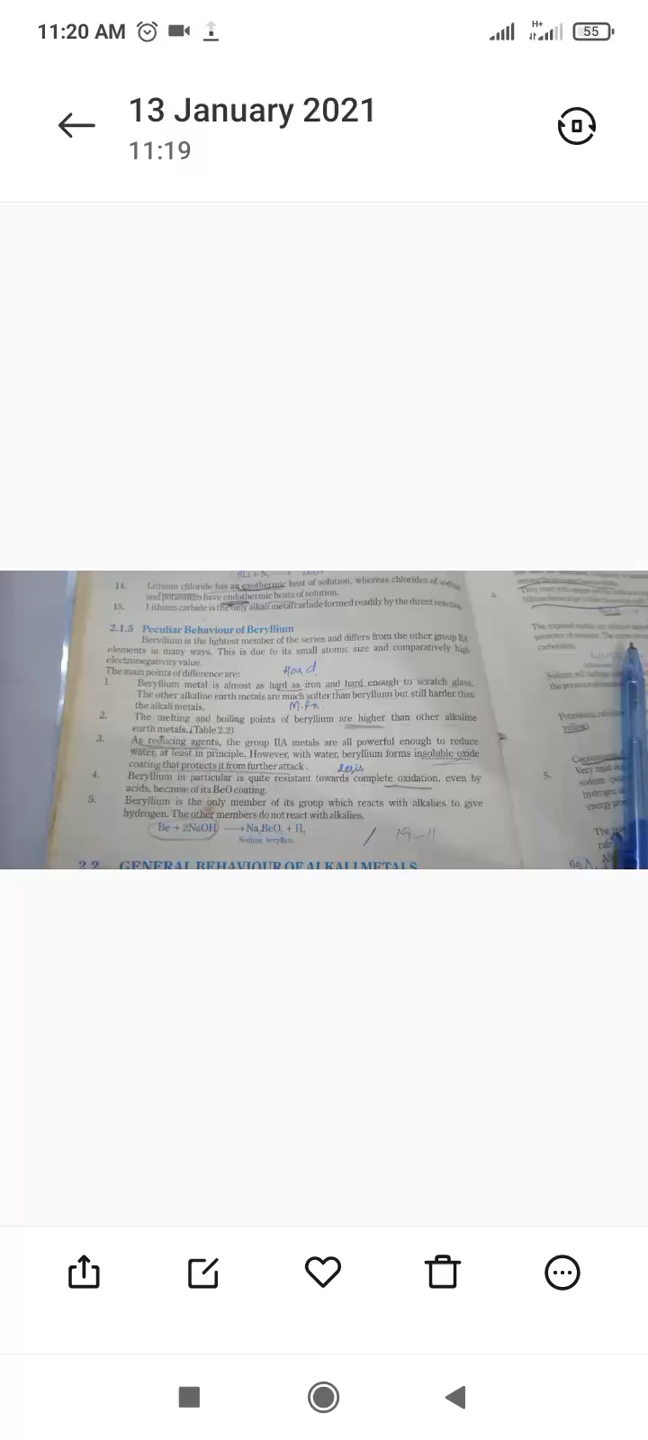 11:20 AM
H+
55
13 January 2021
11:19
14. Lithium chloride has an exothermic heat of solution, whereas chlorides of sodium
and potassium have endothermic heats of solution.
15. Lithium carbide is the only alkali metal carbide formed readily by the direct reaction
2.1.5 Peculiar Behaviour of Beryllium
Beryllium is the lightest member of the series and differs from the other group IIA
elements in many ways. This is due to its small atomic size and comparatively high
electronegativity value.
The main points of difference are:
Hard
1. Beryllium metal is almost as hard as iron and hard enough to scratch glass.
The other alkaline earth metals are much softer than beryllium but still harder than
the alkali metals.
M.Pn
2. The melting and boiling points of beryllium are higher than other alkaline
earth metals. (Table 2.2)
3. As reducing agents, the group IIA metals are all powerful enough to reduce
water, at least in principle. However, with water, beryllium forms insoluble oxide
coating that protects it from further attack.
4. Beryllium in particular is quite resistant towards complete oxidation, even by
acids, because of its BeO coating.
5. Beryllium is the only member of its group which reacts with alkalies to give
hydrogen. The other members do not react with alkalies.
Be + 2NaOH → Na₂BeO₂ + H₂
Sodium beryllate
19-11
2.2 GENERAL BEHAVIOUR OF ALKALI METALS
5.
Very
hydrogen
The